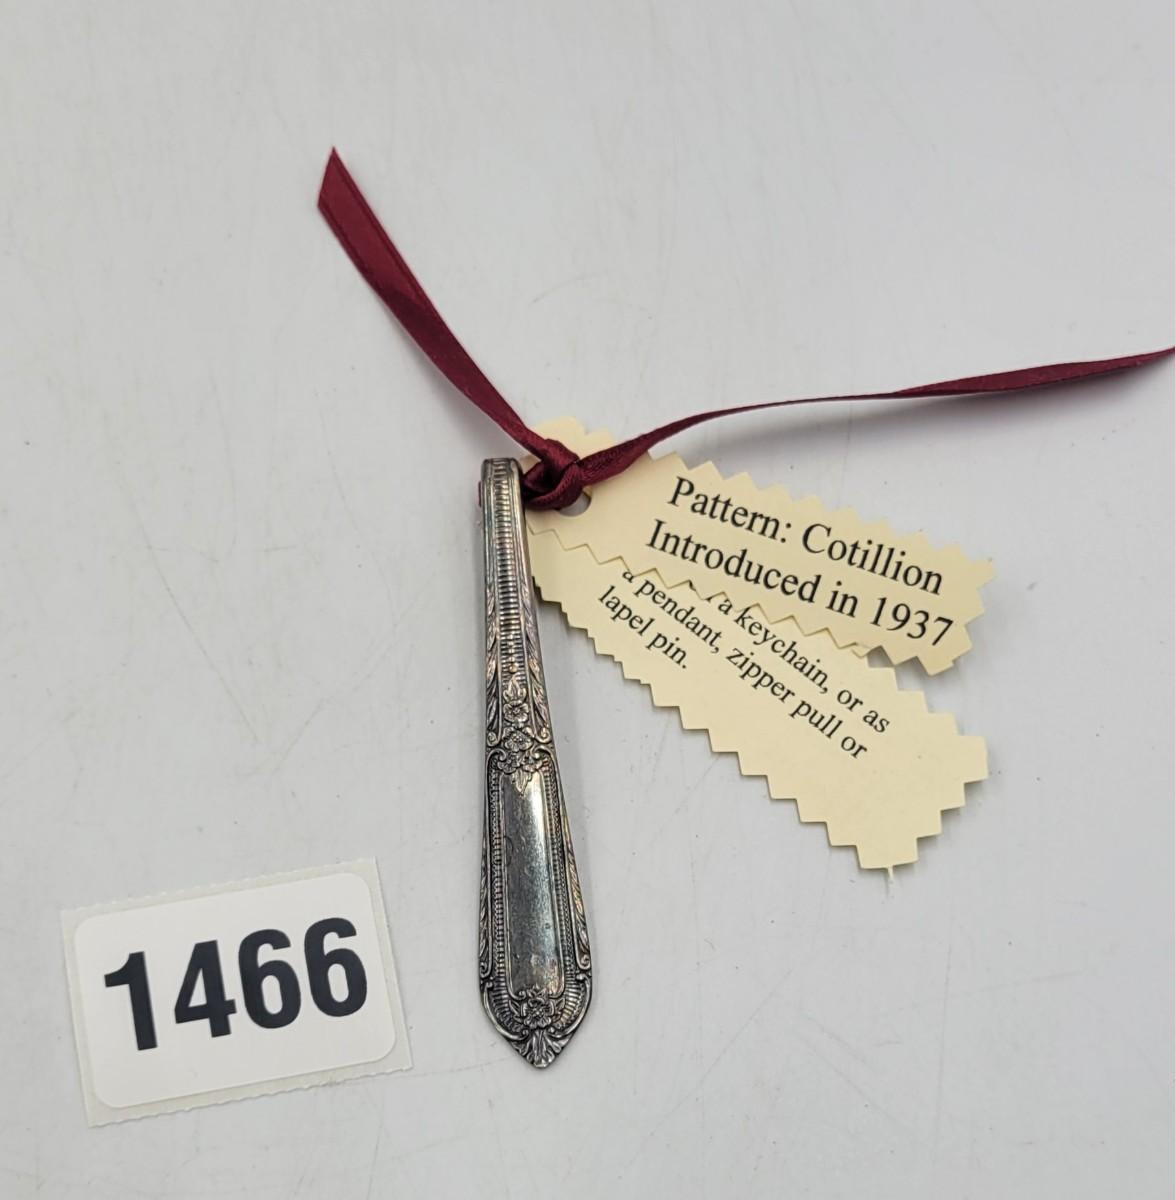 Pattern: Cotillion
Introduced in 1937
a keychain, or as
a pendant, zipper pull or
lapel pin.
1466